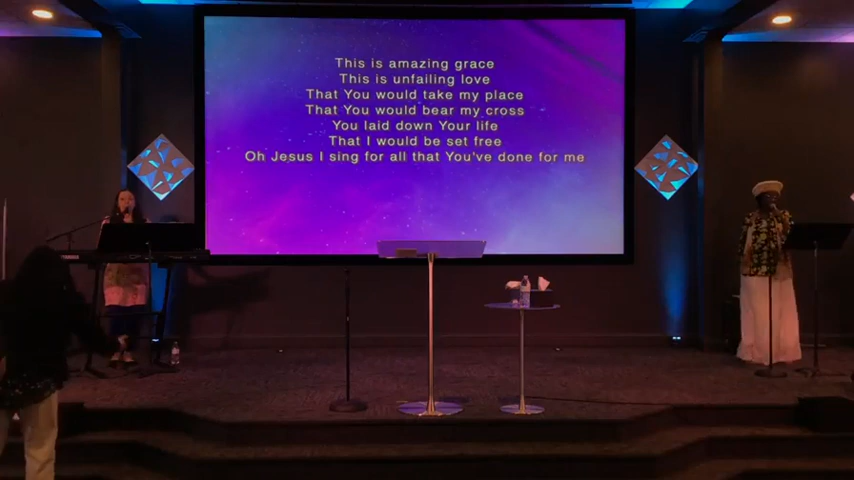 This is amazing grace
This is unfailing love
That You would take my place
That You would bear my cross
You laid down Your life
That I would be set free
Oh Jesus I sing for all that You've done for me